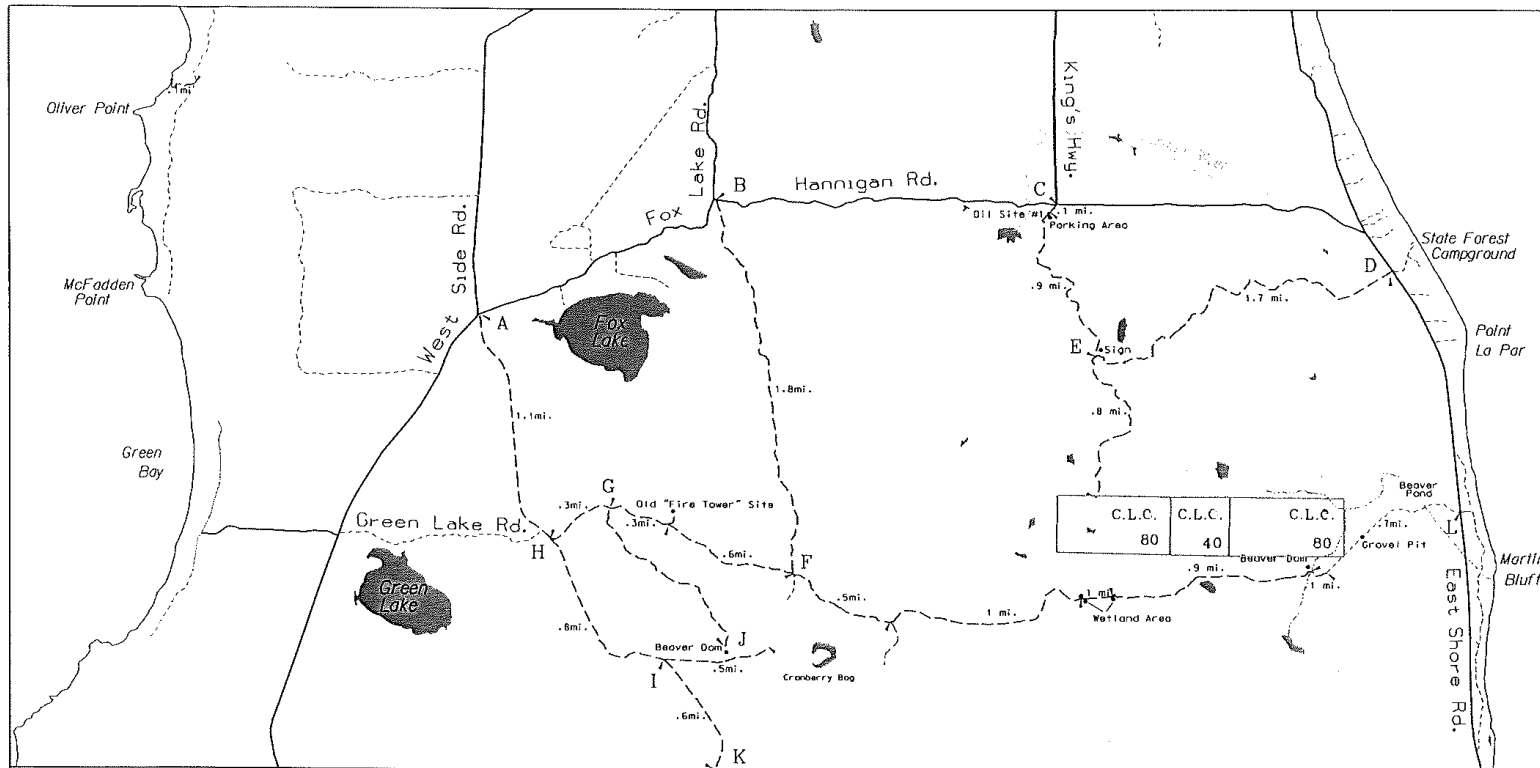 .1mi.
Oliver Point
McFadden
Point
Green
Bay
West Side Rd.
Fox Lake Rd.
Hannigan Rd.
King's Hwy.
A
B
C
D
Oil Site #1
.1 mi.
Parking Area
State Forest
Campground
Point
La Par
.9 mi.
1.7 mi.
E
Sign
.8 mi.
Fox
Lake
1.1mi.
1.8mi.
G
Old "Fire Tower" Site
.3mi.
.3mi.
Green Lake Rd.
H
.6mi.
F
.5mi.
Green
Lake
.8mi.
1 mi.
.1 mi.
Wetland Area
C.L.C.
80
C.L.C.
40
C.L.C.
80
.9 mi.
Beaver Dam
.1 mi.
Beaver
Pond
.7mi.
Gravel Pit
L
Martin
Bluff
East Shore Rd.
J
Beaver Dam
.5mi.
Cranberry Bog
I
.6mi.
K